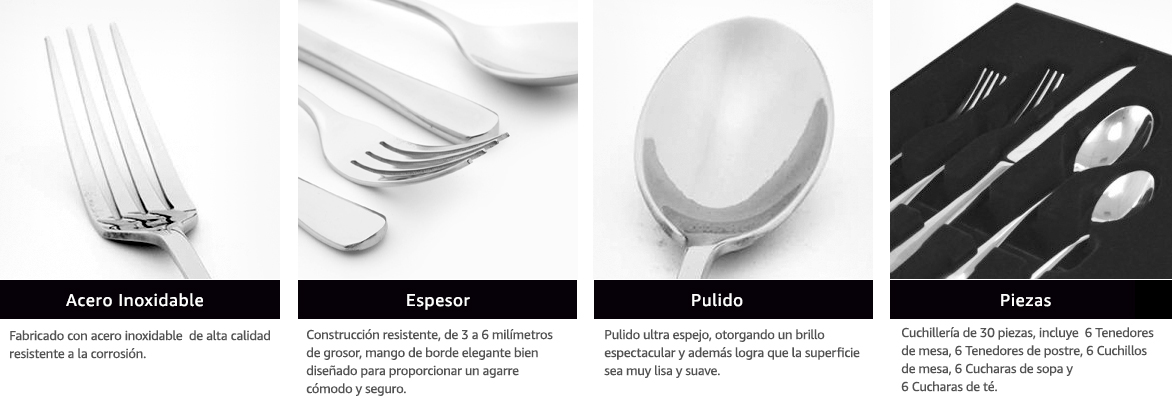 Acero Inoxidable
Fabricado con acero inoxidable de alta calidad
resistente a la corrosión.
Espesor
Construcción resistente, de 3 a 6 milímetros
de grosor, mango de borde elegante bien
diseñado para proporcionar un agarre
cómodo y seguro.
Pulido
Pulido ultra espejo, otorgando un brillo
espectacular y además logra que la superficie
sea muy lisa y suave.
Piezas
Cuchillería de 30 piezas, incluye 6 Tenedores
de mesa, 6 Tenedores de postre, 6 Cuchillos
de mesa, 6 Cucharas de sopa y
6 Cucharas de té.